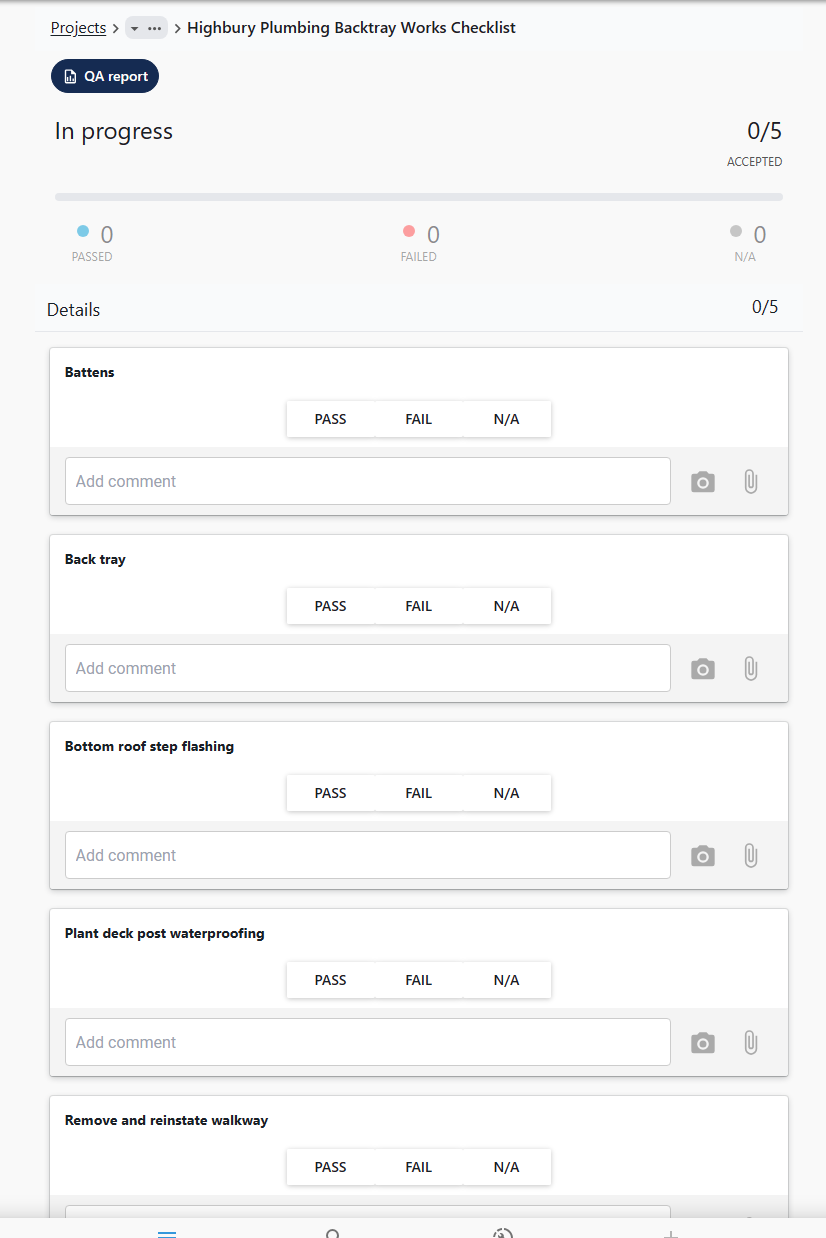 Projects > ... > Highbury Plumbing Backtray Works Checklist
QA report
In progress 0/5
ACCEPTED
0 0 0
PASSED FAILED N/A
Details 0/5
Battens
PASS FAIL N/A
Add comment
Back tray
PASS FAIL N/A
Add comment
Bottom roof step flashing
PASS FAIL N/A
Add comment
Plant deck post waterproofing
PASS FAIL N/A
Add comment
Remove and reinstate walkway
PASS FAIL N/A